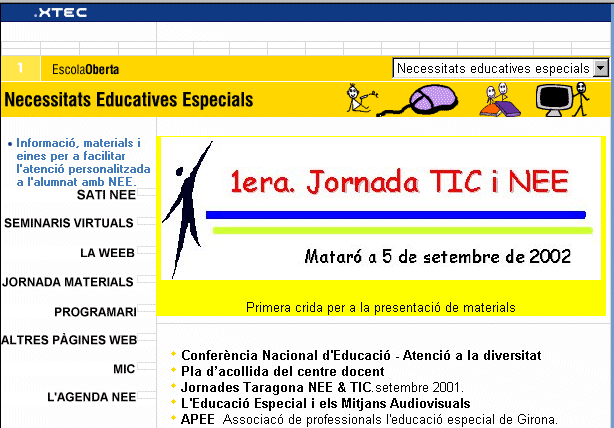 .XTEC
1 EscolaOberta
Necessitats educatives especials
Necessitats Educatives Especials
• Informació, materials i
eines per a facilitar
l'atenció personalitzada
a l'alumnat amb NEE.
SATI NEE
SEMINARIS VIRTUALS
LA WEEB
JORNADA MATERIALS
PROGRAMARI
ALTRES PÀGINES WEB
MIC
L'AGENDA NEE
1era. Jornada TIC i NEE
Mataró a 5 de setembre de 2002
Primera crida per a la presentació de materials
Conferència Nacional d'Educació - Atenció a la diversitat
Pla d'acollida del centre docent
Jornades Taragona NEE & TIC.setembre 2001.
L'Educació Especial i els Mitjans Audiovisuals
APEE Associació de professionals l'educació especial de Girona.